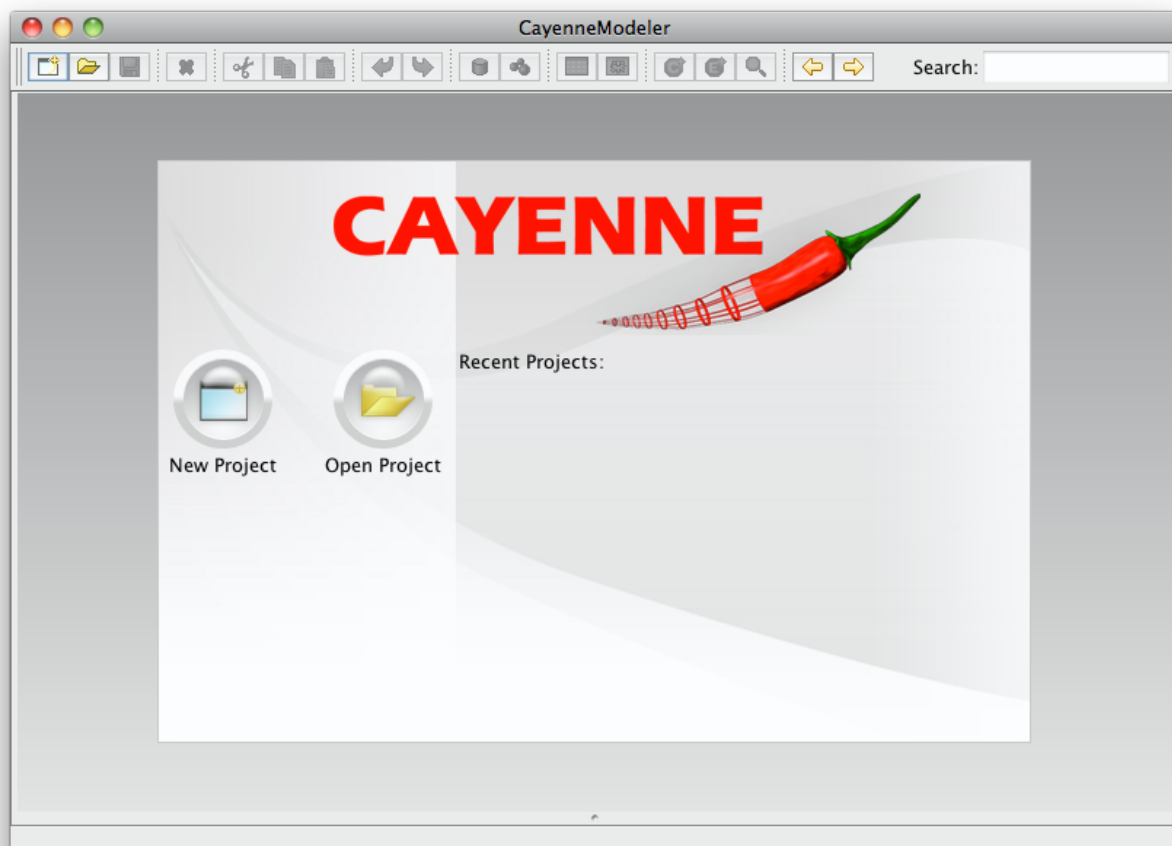 CayenneModeler
Search:
CAYENNE
Recent Projects:
New Project
Open Project